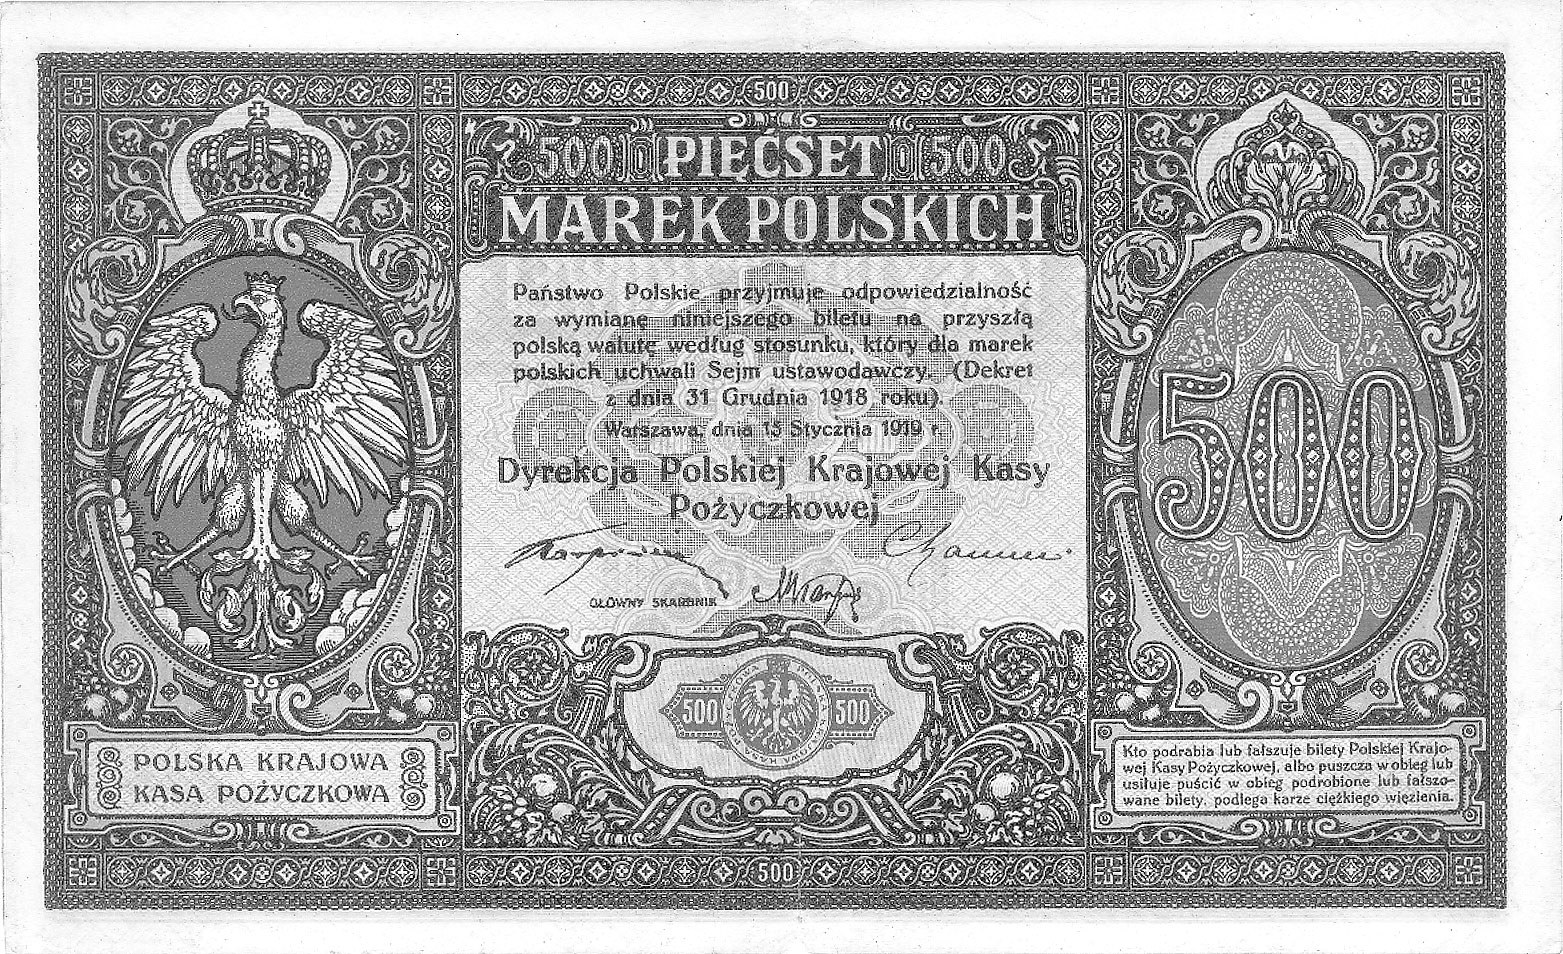 500
500 PIĘĆSET 500
MAREK POLSKICH
Państwo Polskie przyjmuje odpowiedzialność
za wymianę niniejszego biletu na przyszłą
polską walutę według stosunku, który dla marek
polskich uchwali Sejm ustawodawczy. (Dekret
z dnia 31 Grudnia 1918 roku).
Warszawa, dnia 15 Stycznia 1919 r.
Dyrekcja Polskiej Krajowej Kasy
Pożyczkowej
GŁÓWNY SKARBNIK
500
500 500
POLSKA KRAJOWA
KASA POŻYCZKOWA
Kto podrabia lub fałszuje bilety Polskiej Krajo-
wej Kasy Pożyczkowej, albo puszcza w obieg lub
usiłuje puścić w obieg podrobione lub fałszo-
wane bilety, podlega karze ciężkiego więzienia.
500